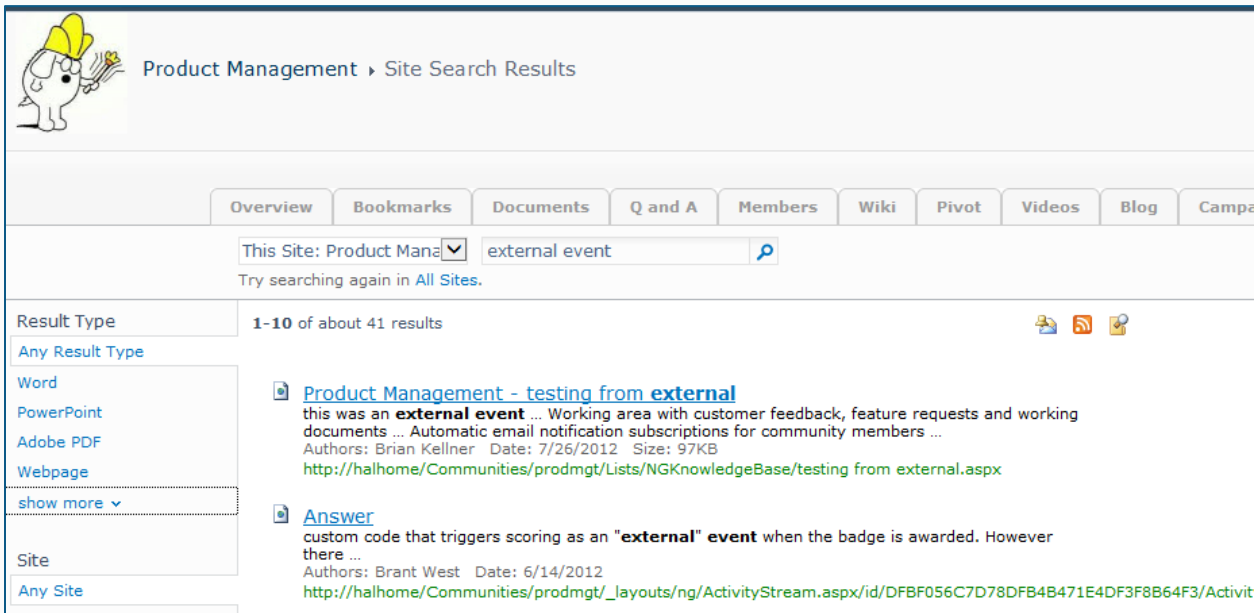 Product Management › Site Search Results
Overview Bookmarks Documents Q and A Members Wiki Pivot Videos Blog Campa
This Site: Product Mana external event
Try searching again in All Sites.
Result Type
Any Result Type
Word
PowerPoint
Adobe PDF
Webpage
show more
Site
Any Site
1-10 of about 41 results
Product Management - testing from external
this was an external event ... Working area with customer feedback, feature requests and working
documents ... Automatic email notification subscriptions for community members ...
Authors: Brian Kellner Date: 7/26/2012 Size: 97KB
http://halhome/Communities/prodmgt/Lists/NGKnowledgeBase/testing from external.aspx
Answer
custom code that triggers scoring as an "external" event when the badge is awarded. However
there ...
Authors: Brant West Date: 6/14/2012
http://halhome/Communities/prodmgt/_layouts/ng/ActivityStream.aspx/id/DFBF056C7D78DFB4B471E4DF3F8B64F3/Activit